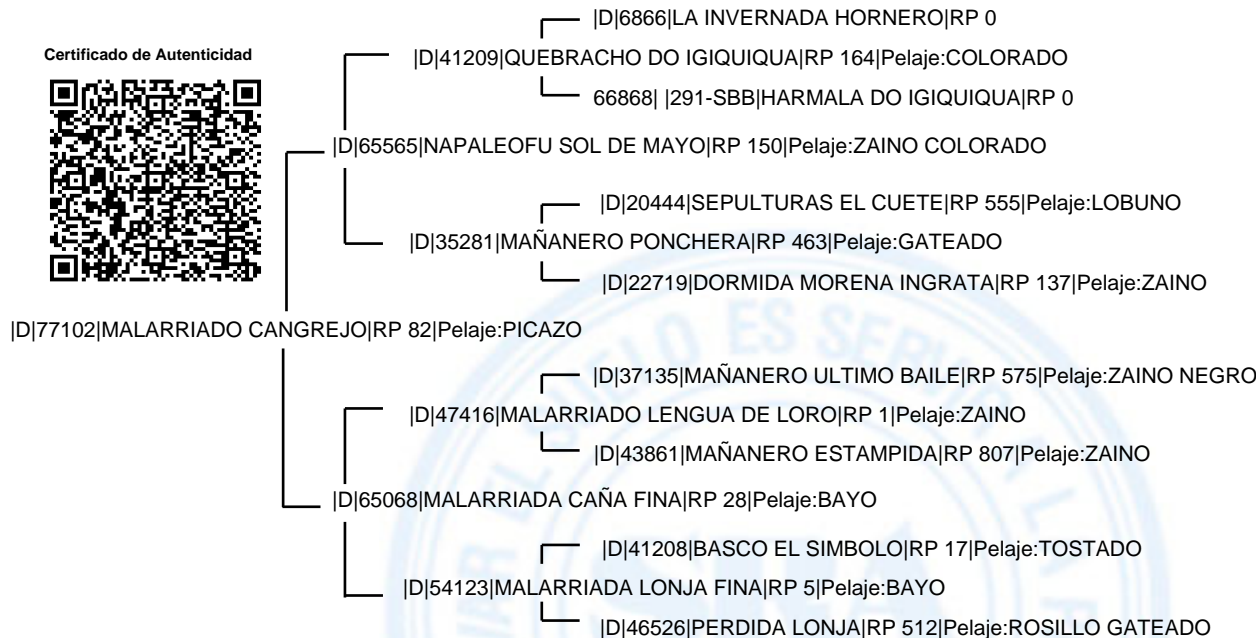 |D|6866|LA INVERNADA HORNERO|RP 0
Certificado de Autenticidad
|D|41209|QUEBRACHO DO IGIQUIQUA|RP 164|Pelaje:COLORADO
66868| |291-SBB|HARMALA DO IGIQUIQUA|RP 0
|D|65565|NAPALEOFU SOL DE MAYO|RP 150|Pelaje:ZAINO COLORADO
|D|20444|SEPULTURAS EL CUETE|RP 555|Pelaje:LOBUNO
|D|35281|MAÑANERO PONCHERA|RP 463|Pelaje:GATEADO
|D|22719|DORMIDA MORENA INGRATA|RP 137|Pelaje:ZAINO
|D|77102|MALARRIADO CANGREJO|RP 82|Pelaje:PICAZO
|D|37135|MAÑANERO ULTIMO BAILE|RP 575|Pelaje:ZAINO NEGRO
|D|47416|MALARRIADO LENGUA DE LORO|RP 1|Pelaje:ZAINO
|D|43861|MAÑANERO ESTAMPIDA|RP 807|Pelaje:ZAINO
|D|65068|MALARRIADA CAÑA FINA|RP 28|Pelaje:BAYO
|D|41208|BASCO EL SIMBOLO|RP 17|Pelaje:TOSTADO
|D|54123|MALARRIADA LONJA FINA|RP 5|Pelaje:BAYO
|D|46526|PERDIDA LONJA|RP 512|Pelaje:ROSILLO GATEADO